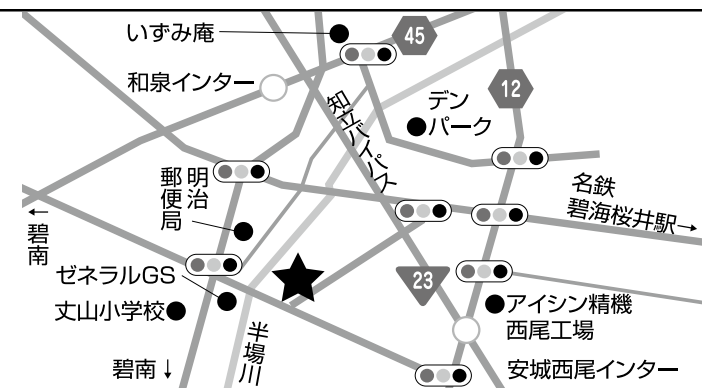 いずみ庵
45
和泉インター
12
デン
パーク
知立バイパス
明治
郵便局
名鉄
碧海桜井駅→
←碧南
ゼネラルGS
23
丈山小学校
アイシン精機
西尾工場
半場川
碧南↓
安城西尾インター